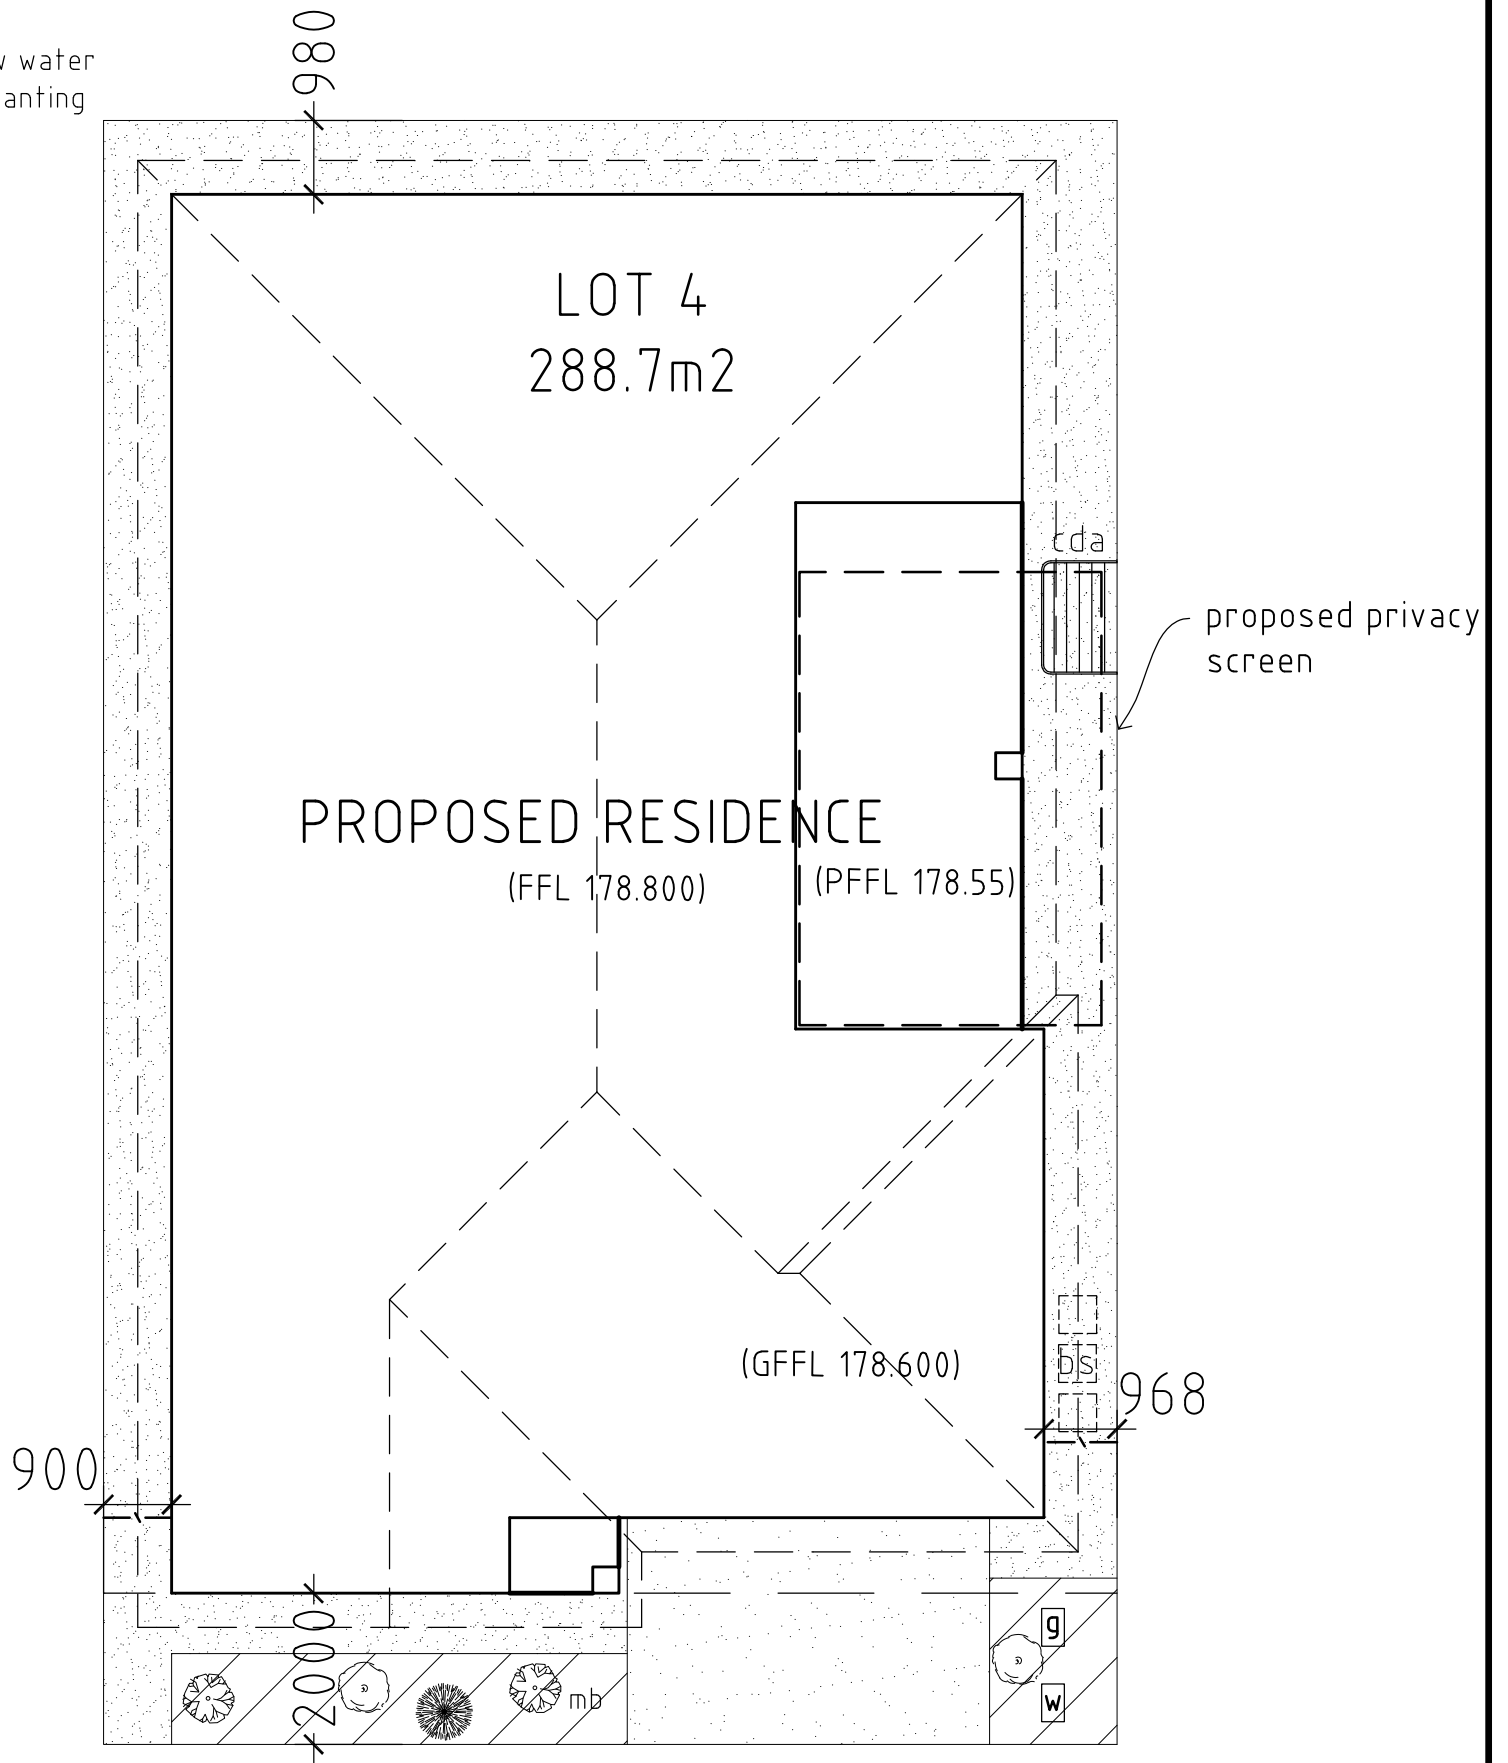 980
water
anting
LOT 4
288.7m2
cda
proposed privacy
screen
PROPOSED RESIDENCE
(FFL 178.800)
(PFFL 178.55)
(GFFL 178.600)
968
900
g
2000
mb
w